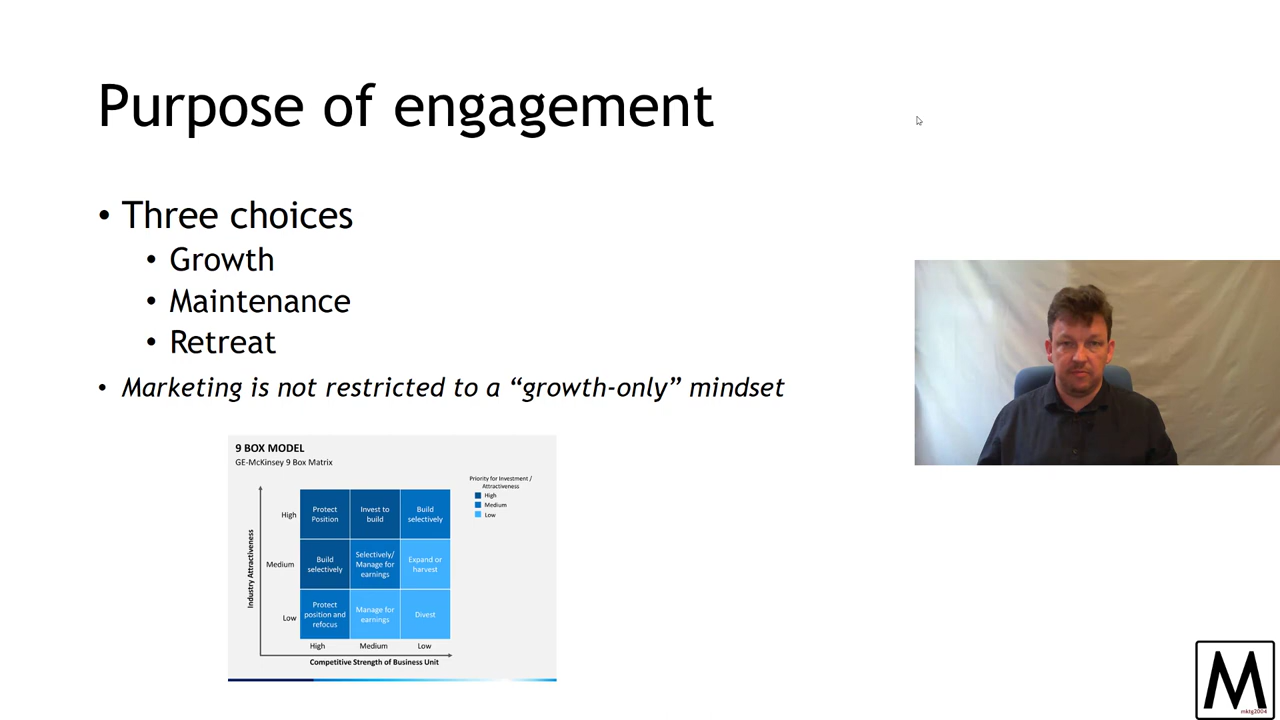 Purpose of engagement
• Three choices
• Growth
• Maintenance
• Retreat
• Marketing is not restricted to a “growth-only” mindset
9 BOX MODEL
GE-McKinsey 9 Box Matrix
Priority for Investment /
Attractiveness
High
Medium
Low
Industry Attractiveness
High
Protect
Position
Invest to
build
Build
selectively
Medium
Build
selectively
Selectively/
Manage for
earnings
Expand or
harvest
Low
Protect
position and
refocus
Manage for
earnings
Divest
High
Medium
Low
Competitive Strength of Business Unit
M
mktg2004